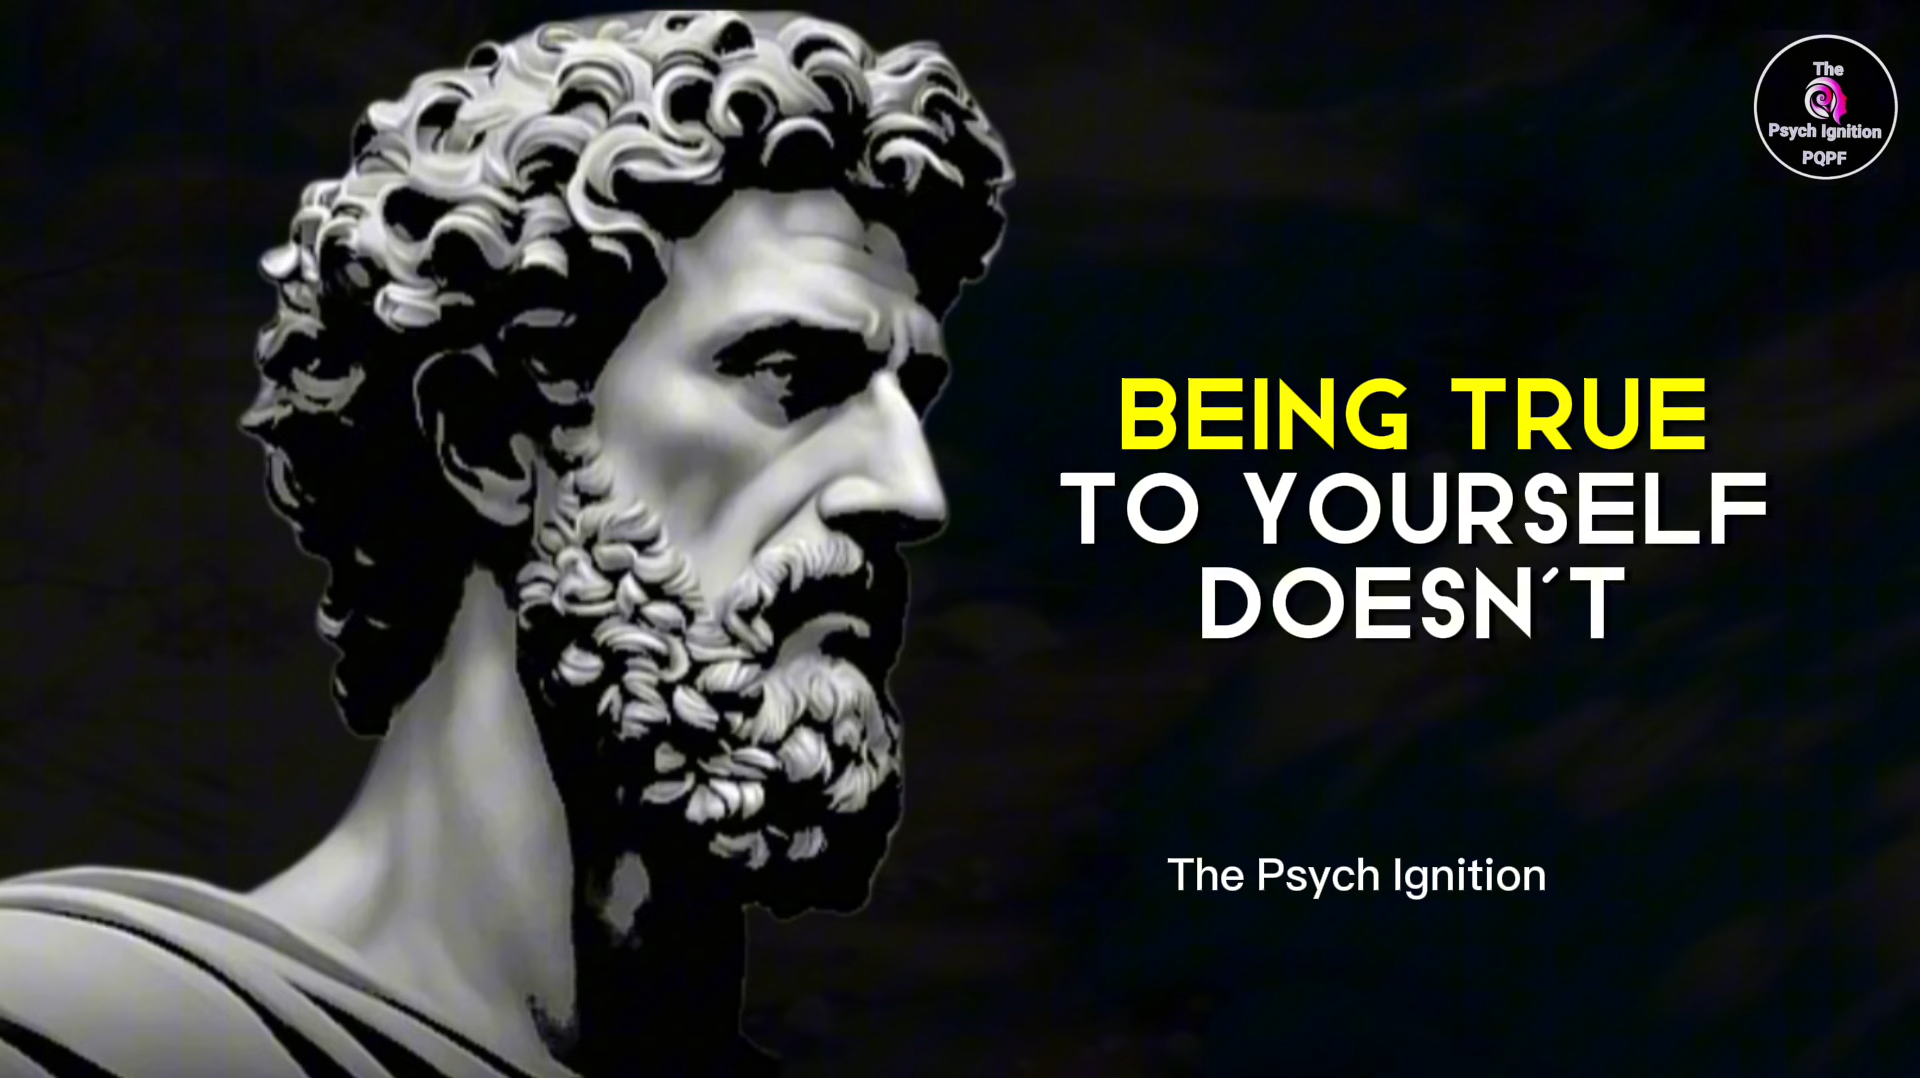 The
Psych Ignition
PQPF
BEING TRUE
TO YOURSELF
DOESN´T
The Psych Ignition